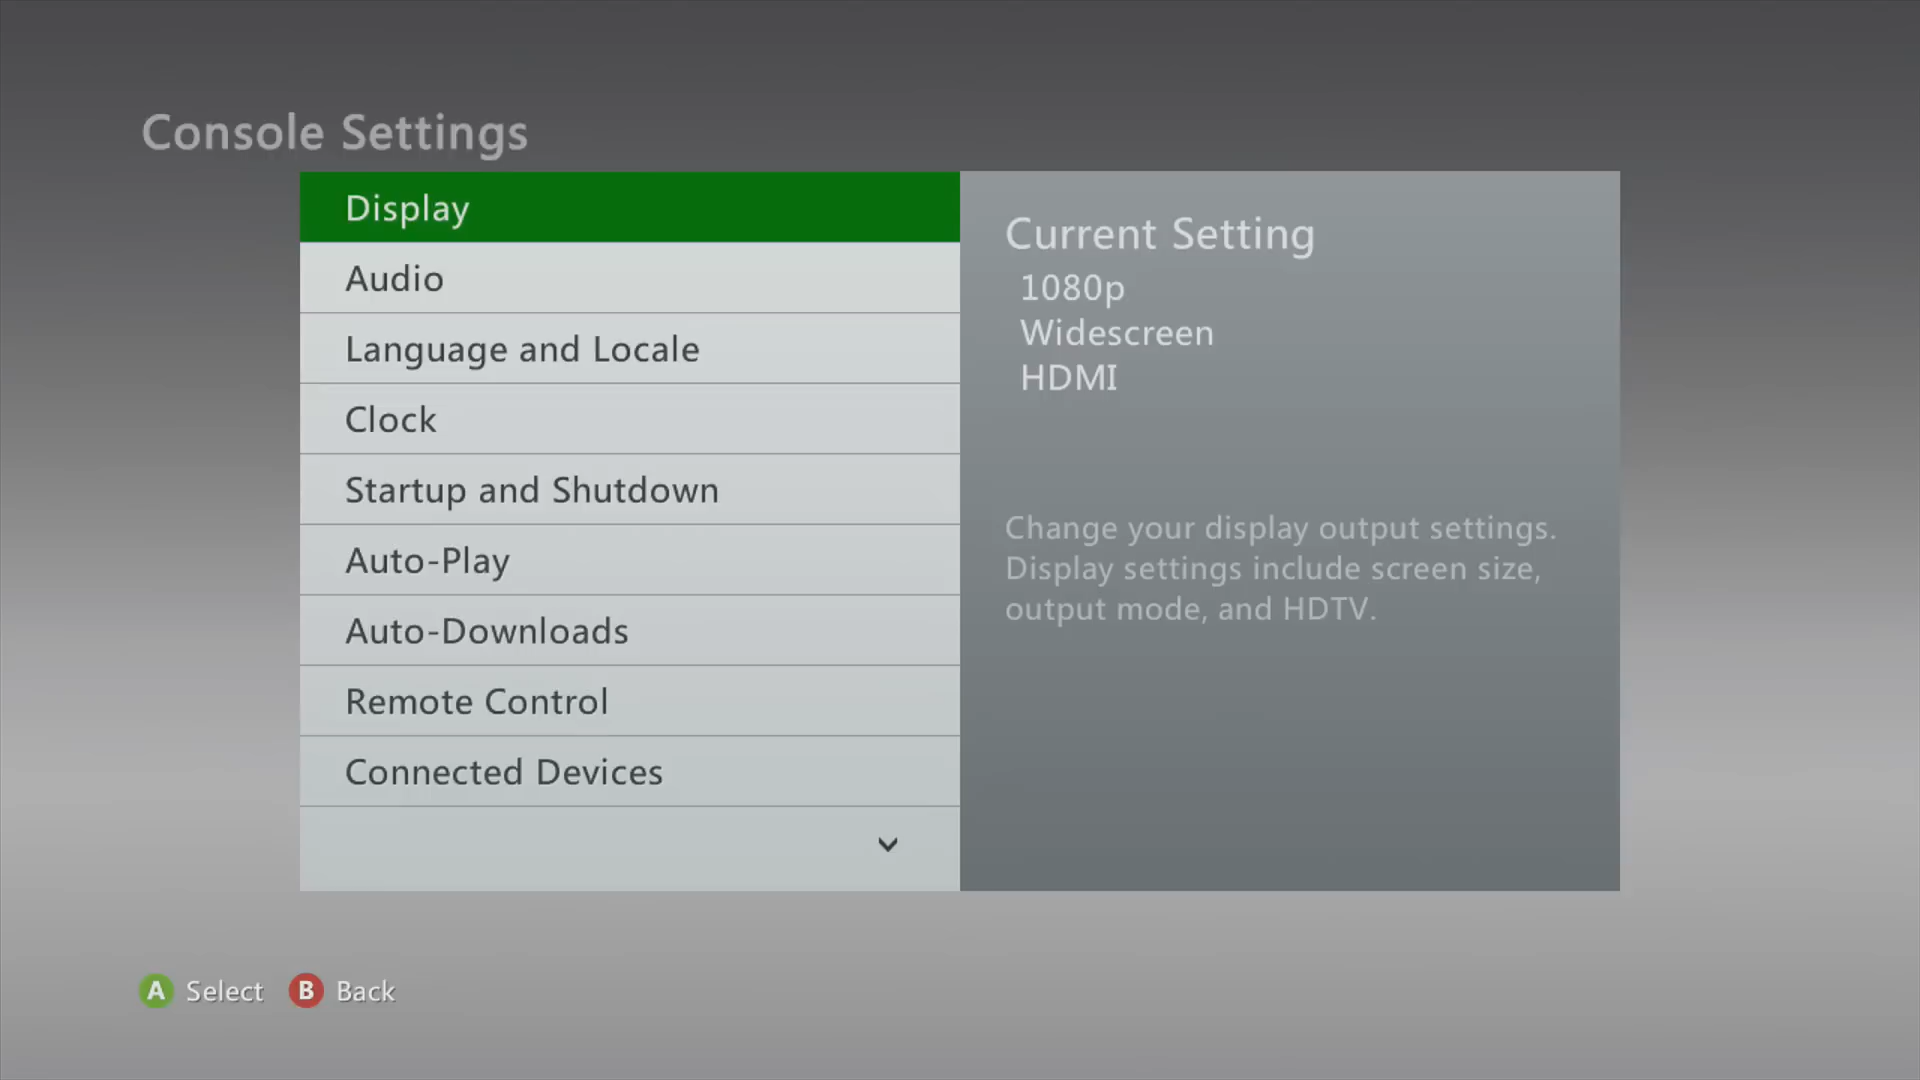 Console Settings
Display
Audio
Language and Locale
Clock
Startup and Shutdown
Auto-Play
Auto-Downloads
Remote Control
Connected Devices
Current Setting
1080p
Widescreen
HDMI
Change your display output settings.
Display settings include screen size,
output mode, and HDTV.
A Select B Back